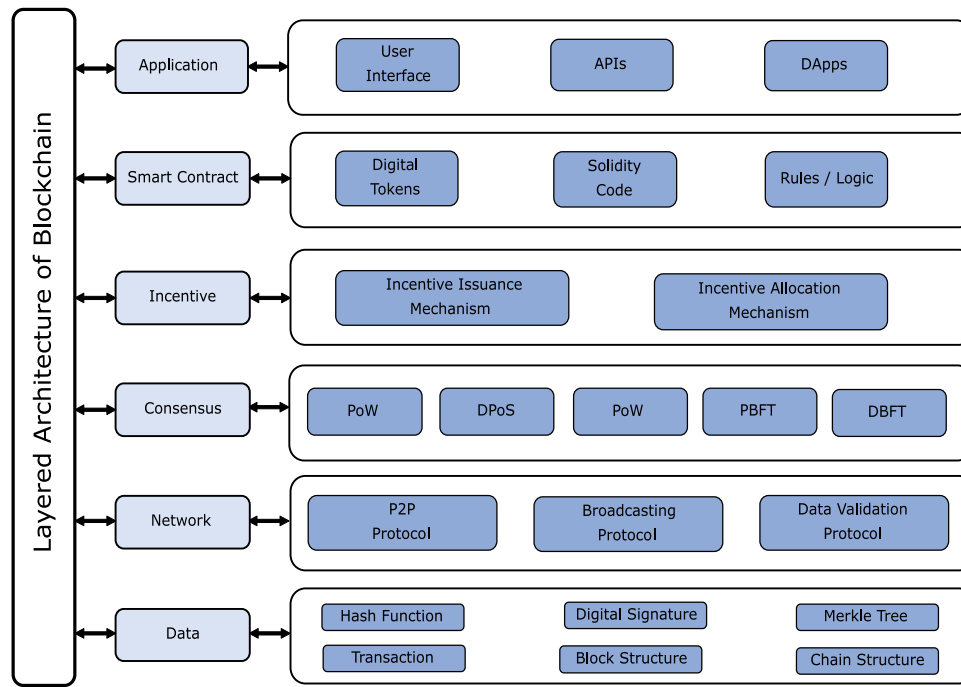 Layered Architecture of Blockchain
Application
User
Interface
APIs
DApps
Smart Contract
Digital
Tokens
Solidity
Code
Rules / Logic
Incentive
Incentive Issuance
Mechanism
Incentive Allocation
Mechanism
Consensus
PoW
DPoS
PoW
PBFT
DBFT
Network
P2P
Protocol
Broadcasting
Protocol
Data Validation
Protocol
Data
Hash Function
Digital Signature
Merkle Tree
Transaction
Block Structure
Chain Structure